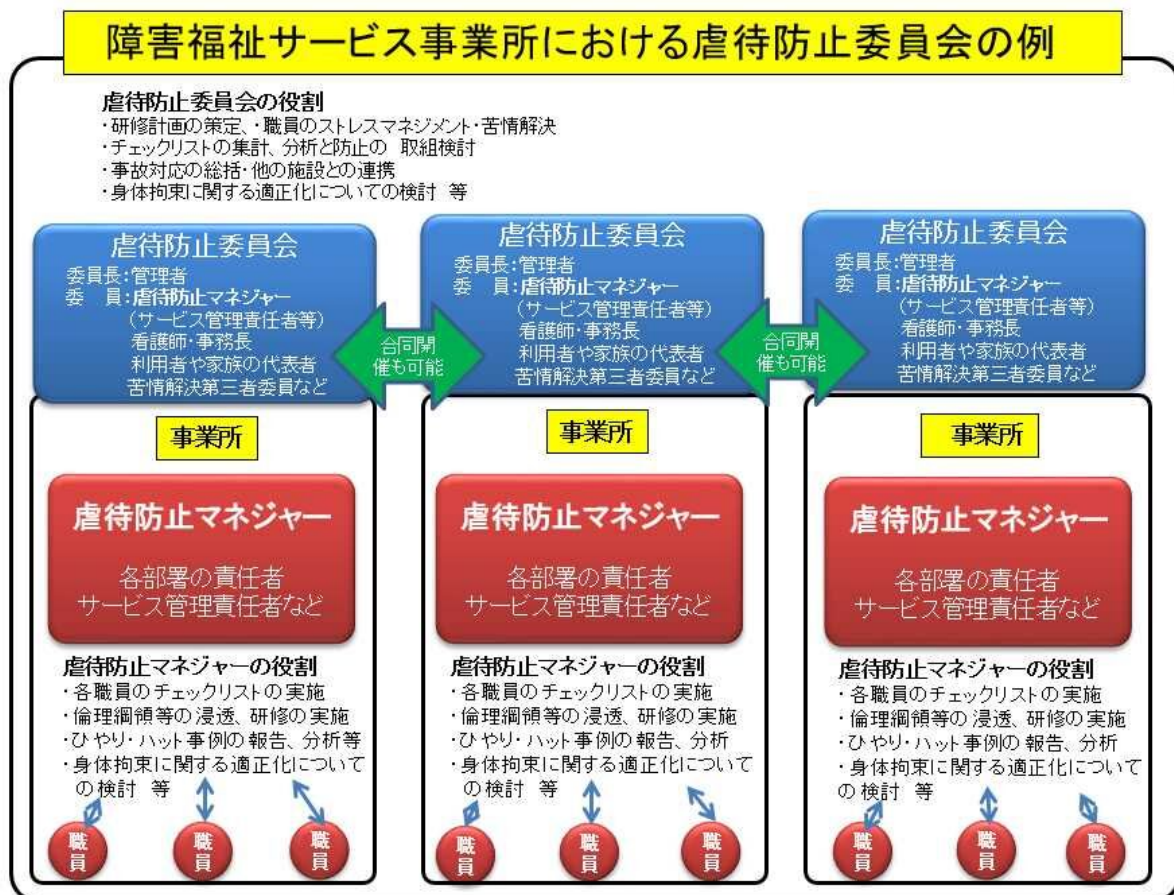 障害福祉サービス事業所における虐待防止委員会の例
虐待防止委員会の役割
・研修計画の策定、・職員のストレスマネジメント・苦情解決
・チェックリストの集計、分析と防止の 取組検討
・事故対応の総括・他の施設との連携
・身体拘束に関する適正化についての検討 等
虐待防止委員会
委員長:管理者
委 員:虐待防止マネジャー
(サービス管理責任者等)
看護師・事務長
利用者や家族の代表者
苦情解決第三者委員など
合同開
催も可能
虐待防止委員会
委員長:管理者
委 員:虐待防止マネジャー
(サービス管理責任者等)
看護師・事務長
利用者や家族の代表者
苦情解決第三者委員など
合同開
催も可能
虐待防止委員会
委員長:管理者
委 員:虐待防止マネジャー
(サービス管理責任者等)
看護師・事務長
利用者や家族の代表者
苦情解決第三者委員など
事業所
虐待防止マネジャー
各部署の責任者
サービス管理責任者など
虐待防止マネジャーの役割
・各職員のチェックリストの実施
・倫理綱領等の浸透、研修の実施
・ひやり・ハット事例の報告、分析等
・身体拘束に関する適正化について
の検討 等
職員
職員
職員
事業所
虐待防止マネジャー
各部署の責任者
サービス管理責任者など
虐待防止マネジャーの役割
・各職員のチェックリストの実施
・倫理綱領等の浸透、研修の実施
・ひやり・ハット事例の報告、分析
・身体拘束に関する適正化について
の検討 等
職員
職員
職員
事業所
虐待防止マネジャー
各部署の責任者
サービス管理責任者など
虐待防止マネジャーの役割
・各職員のチェックリストの実施
・倫理綱領等の浸透、研修の実施
・ひやり・ハット事例の報告、分析
・身体拘束に関する適正化について
の検討 等
職員
職員
職員